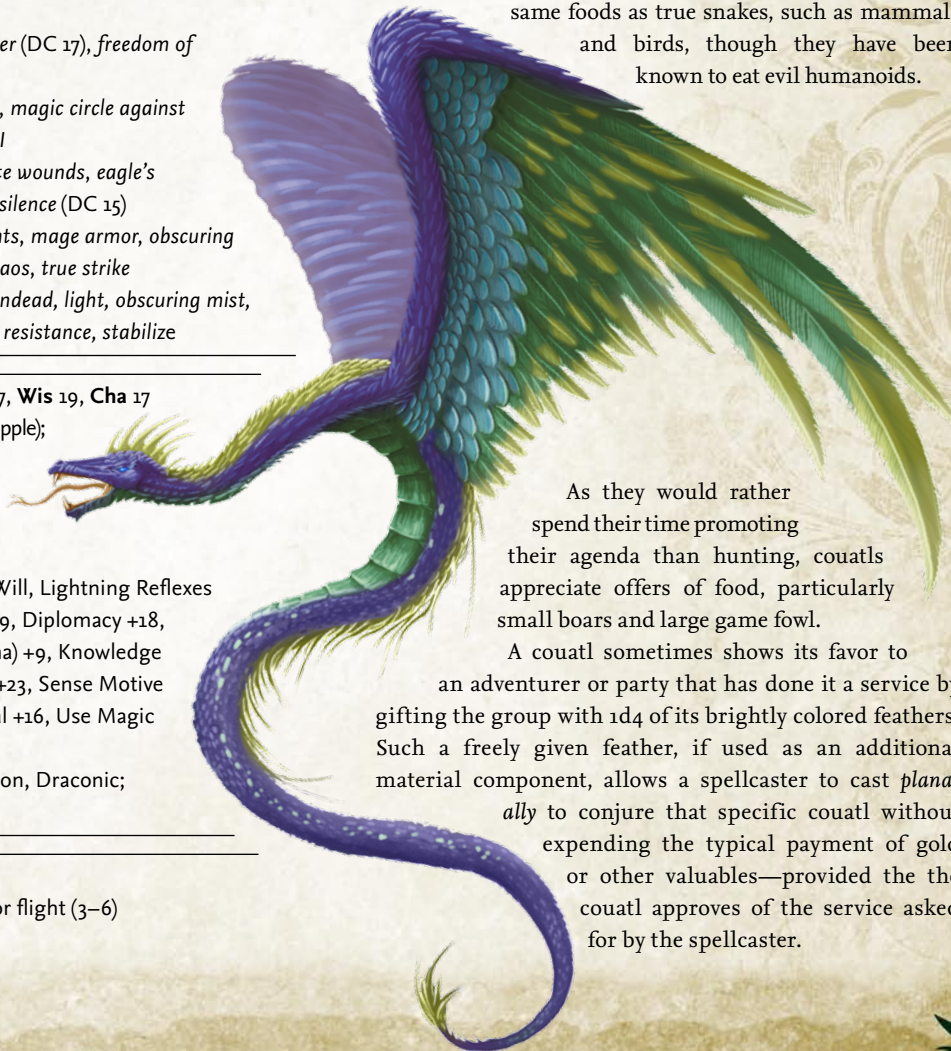 er (DC 17), freedom of
, magic circle against
l
ce wounds, eagle’s
silence (DC 15)
nts, mage armor, obscuring
aos, true strike
undead, light, obscuring mist,
resistance, stabilize
7, Wis 19, Cha 17
pple);
Will, Lightning Reflexes
9, Diplomacy +18,
na) +9, Knowledge
+23, Sense Motive
al +16, Use Magic
on, Draconic;
or flight (3–6)
same foods as true snakes, such as mammal
and birds, though they have been
known to eat evil humanoids.
As they would rather
spend their time promoting
their agenda than hunting, couatls
appreciate offers of food, particularly
small boars and large game fowl.
A couatl sometimes shows its favor to
an adventurer or party that has done it a service by
gifting the group with 1d4 of its brightly colored feathers
Such a freely given feather, if used as an additiona
material component, allows a spellcaster to cast plana
ally to conjure that specific couatl withou
expending the typical payment of gold
or other valuables—provided the the
couatl approves of the service asked
for by the spellcaster.